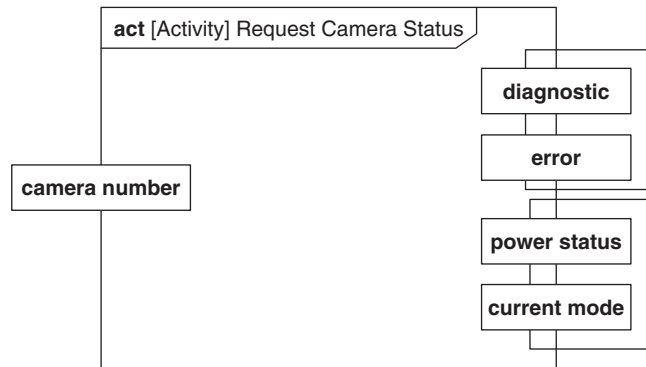 act [Activity] Request Camera Status
diagnostic
error
camera number
power status
current mode